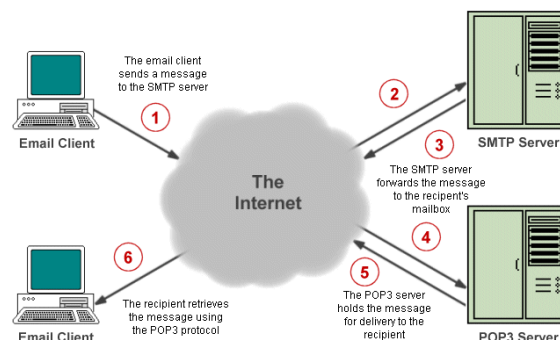 The email client
sends a message
to the SMTP server
1
Email Client
2
3
SMTP Server
The SMTP server
forwards the message
to the recipent's
mailbox
The
Internet
4
5
6
The POP3 server
holds the message
for delivery to the
recipient
The recipient retrieves
the message using
the POP3 protocol
Email Client
POP3 Server